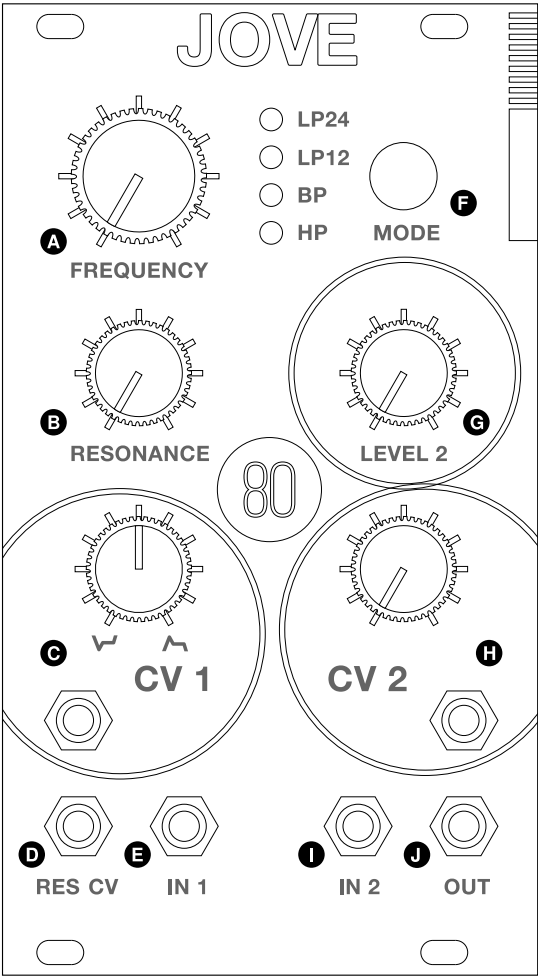 JOVE
LP24
LP12
BP
HP
A
FREQUENCY
F
MODE
B
RESONANCE
G
LEVEL 2
80
C
CV 1
H
CV 2
D
RES CV
E
IN 1
I
IN 2
J
OUT